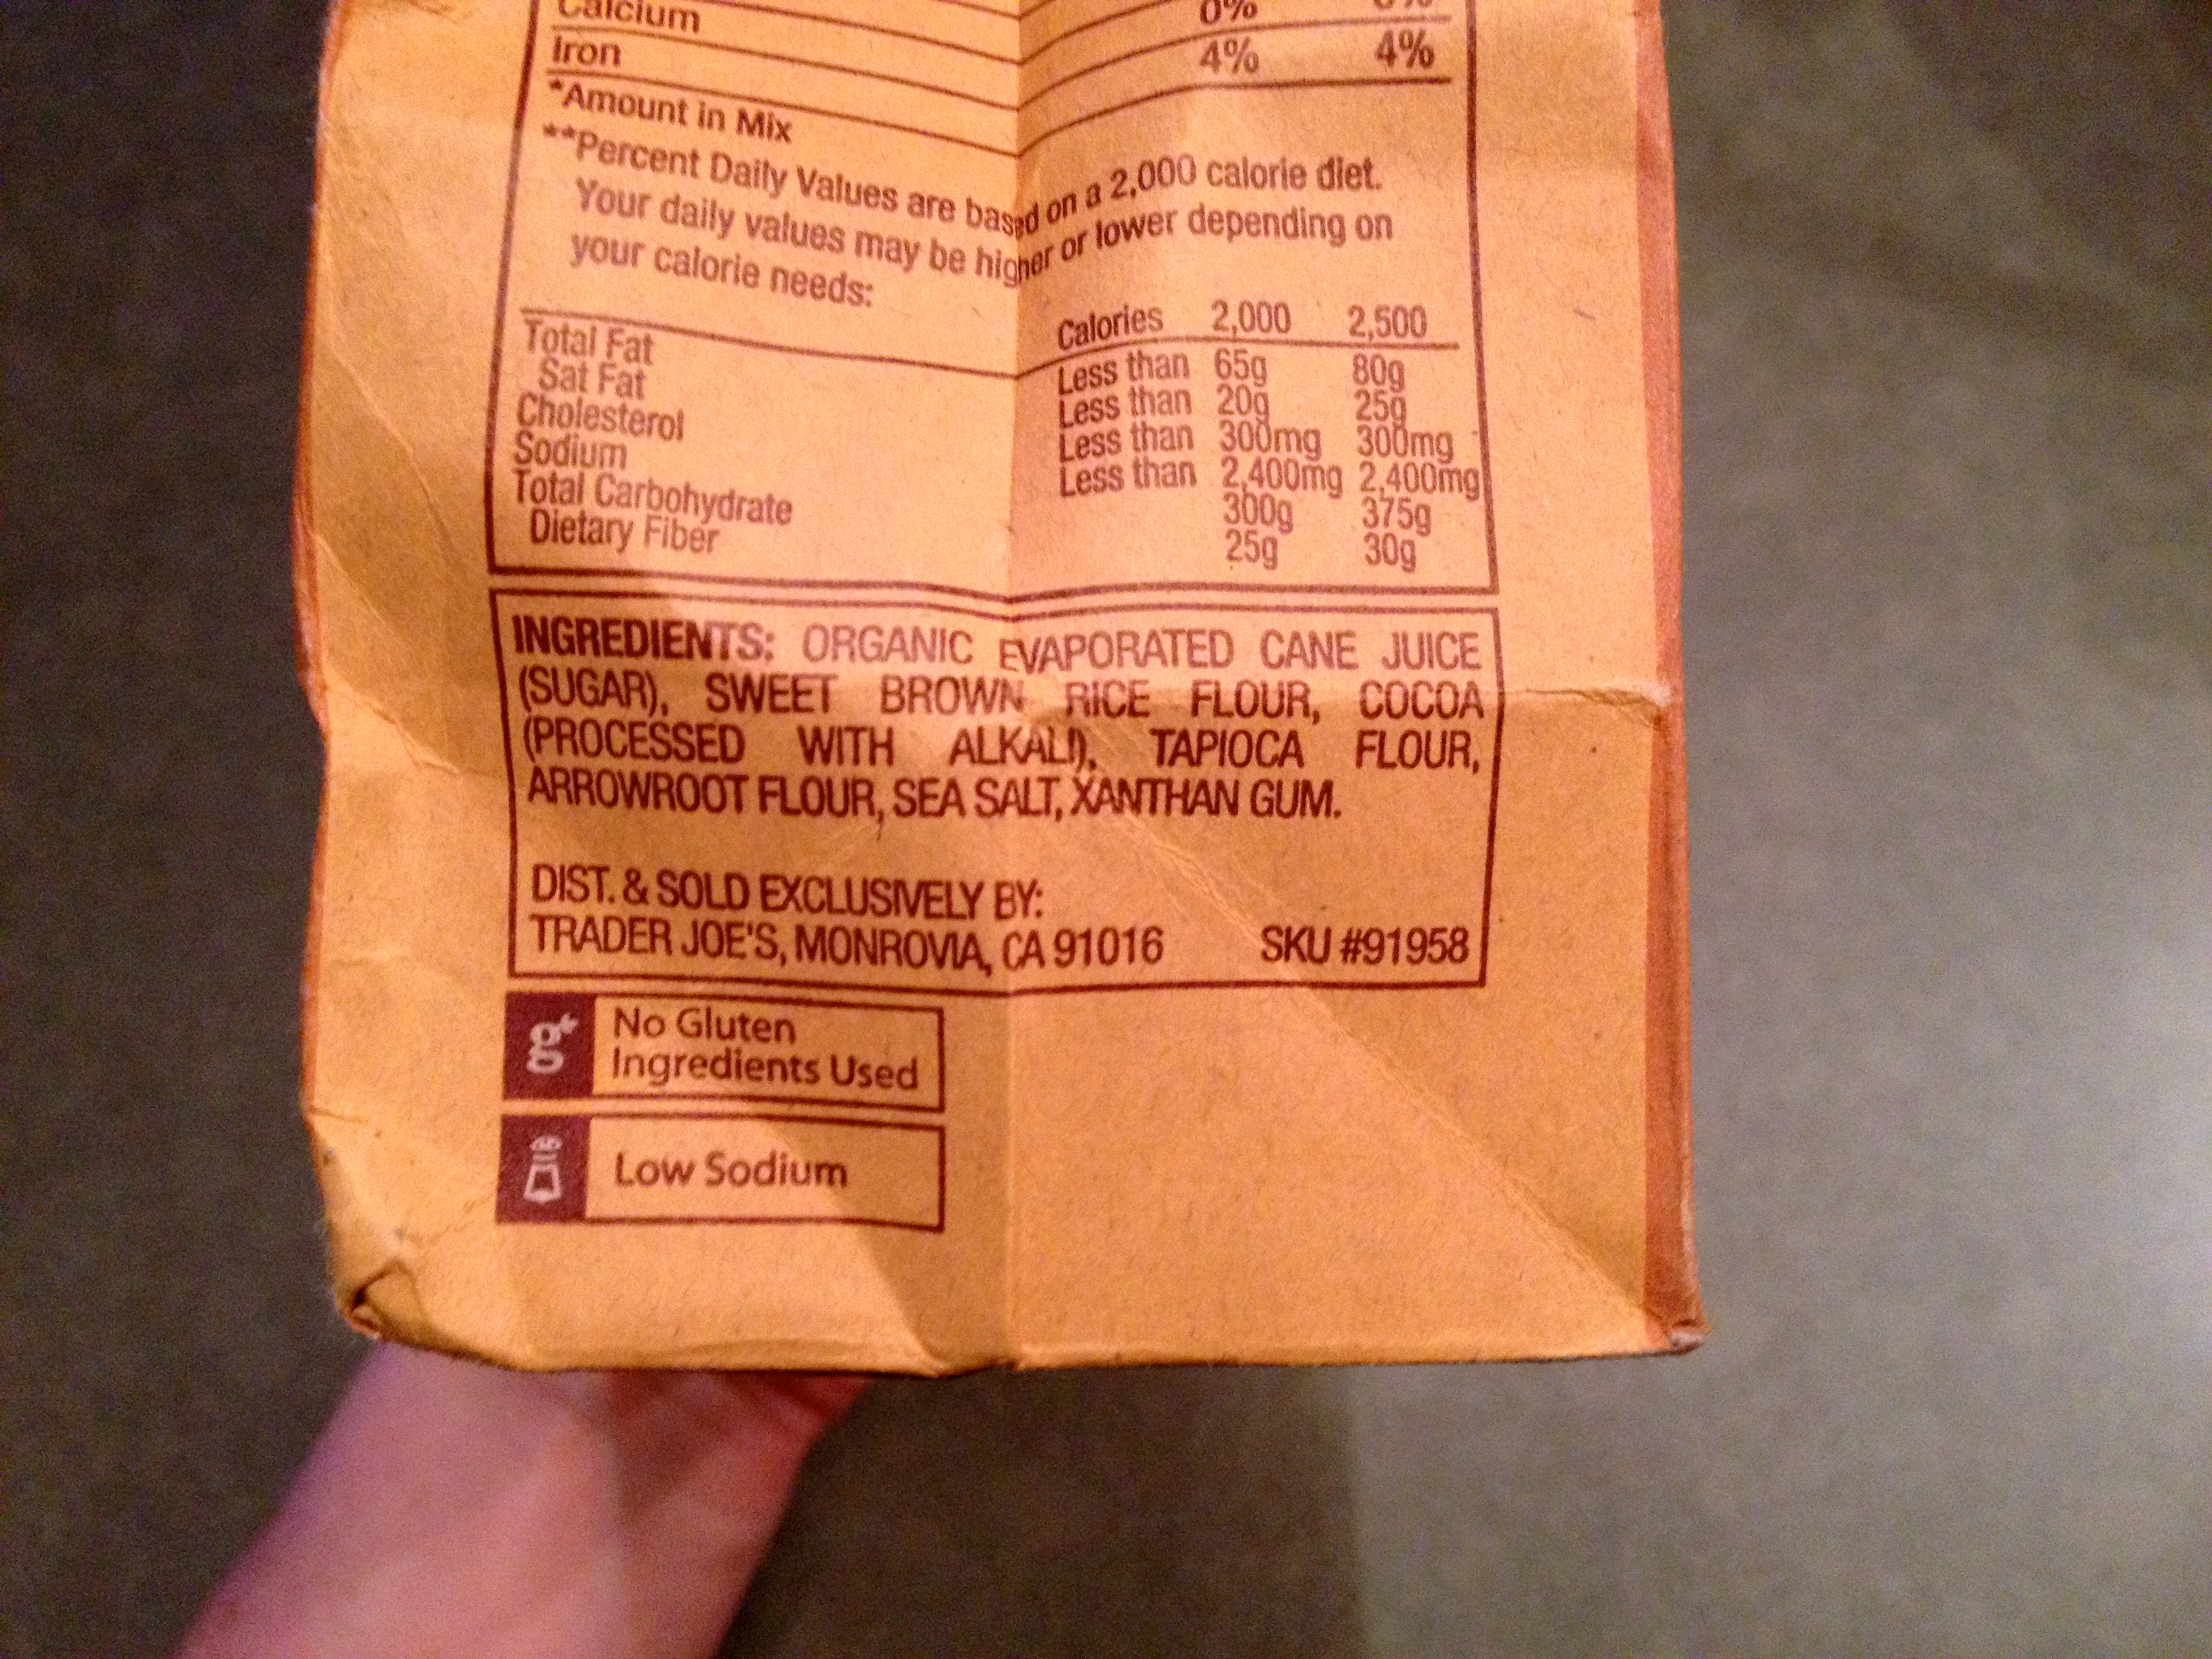 Calcium 0%
Iron 4% 4%
*Amount in Mix
**Percent Daily Values are based on a 2,000 calorie diet.
Your daily values may be higher or lower depending on
your calorie needs:
Calories 2,000 2,500
Total Fat Less than 65g 80g
Sat Fat Less than 20g 25g
Cholesterol Less than 300mg 300mg
Sodium Less than 2,400mg 2,400mg
Total Carbohydrate 300g 375g
Dietary Fiber 25g 30g
INGREDIENTS: ORGANIC EVAPORATED CANE JUICE
(SUGAR), SWEET BROWN RICE FLOUR, COCOA
(PROCESSED WITH ALKALI), TAPIOCA FLOUR,
ARROWROOT FLOUR, SEA SALT, XANTHAN GUM.
DIST. & SOLD EXCLUSIVELY BY:
TRADER JOE'S, MONROVIA, CA 91016 SKU #91958
g* No Gluten
Ingredients Used
Low Sodium